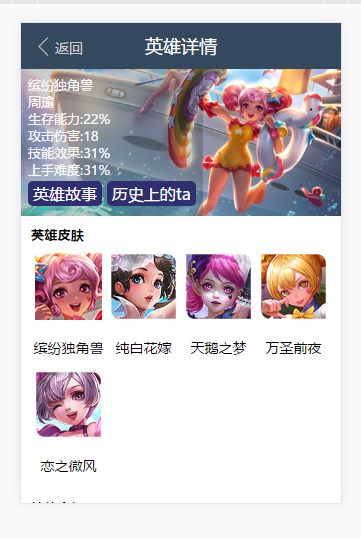 返回 英雄详情
缤纷独角兽
周瑜
生存能力:22%
攻击伤害:18
技能效果:31%
上手难度:31%
英雄故事 历史上的ta
英雄皮肤
缤纷独角兽 纯白花嫁 天鹅之梦 万圣前夜
恋之微风